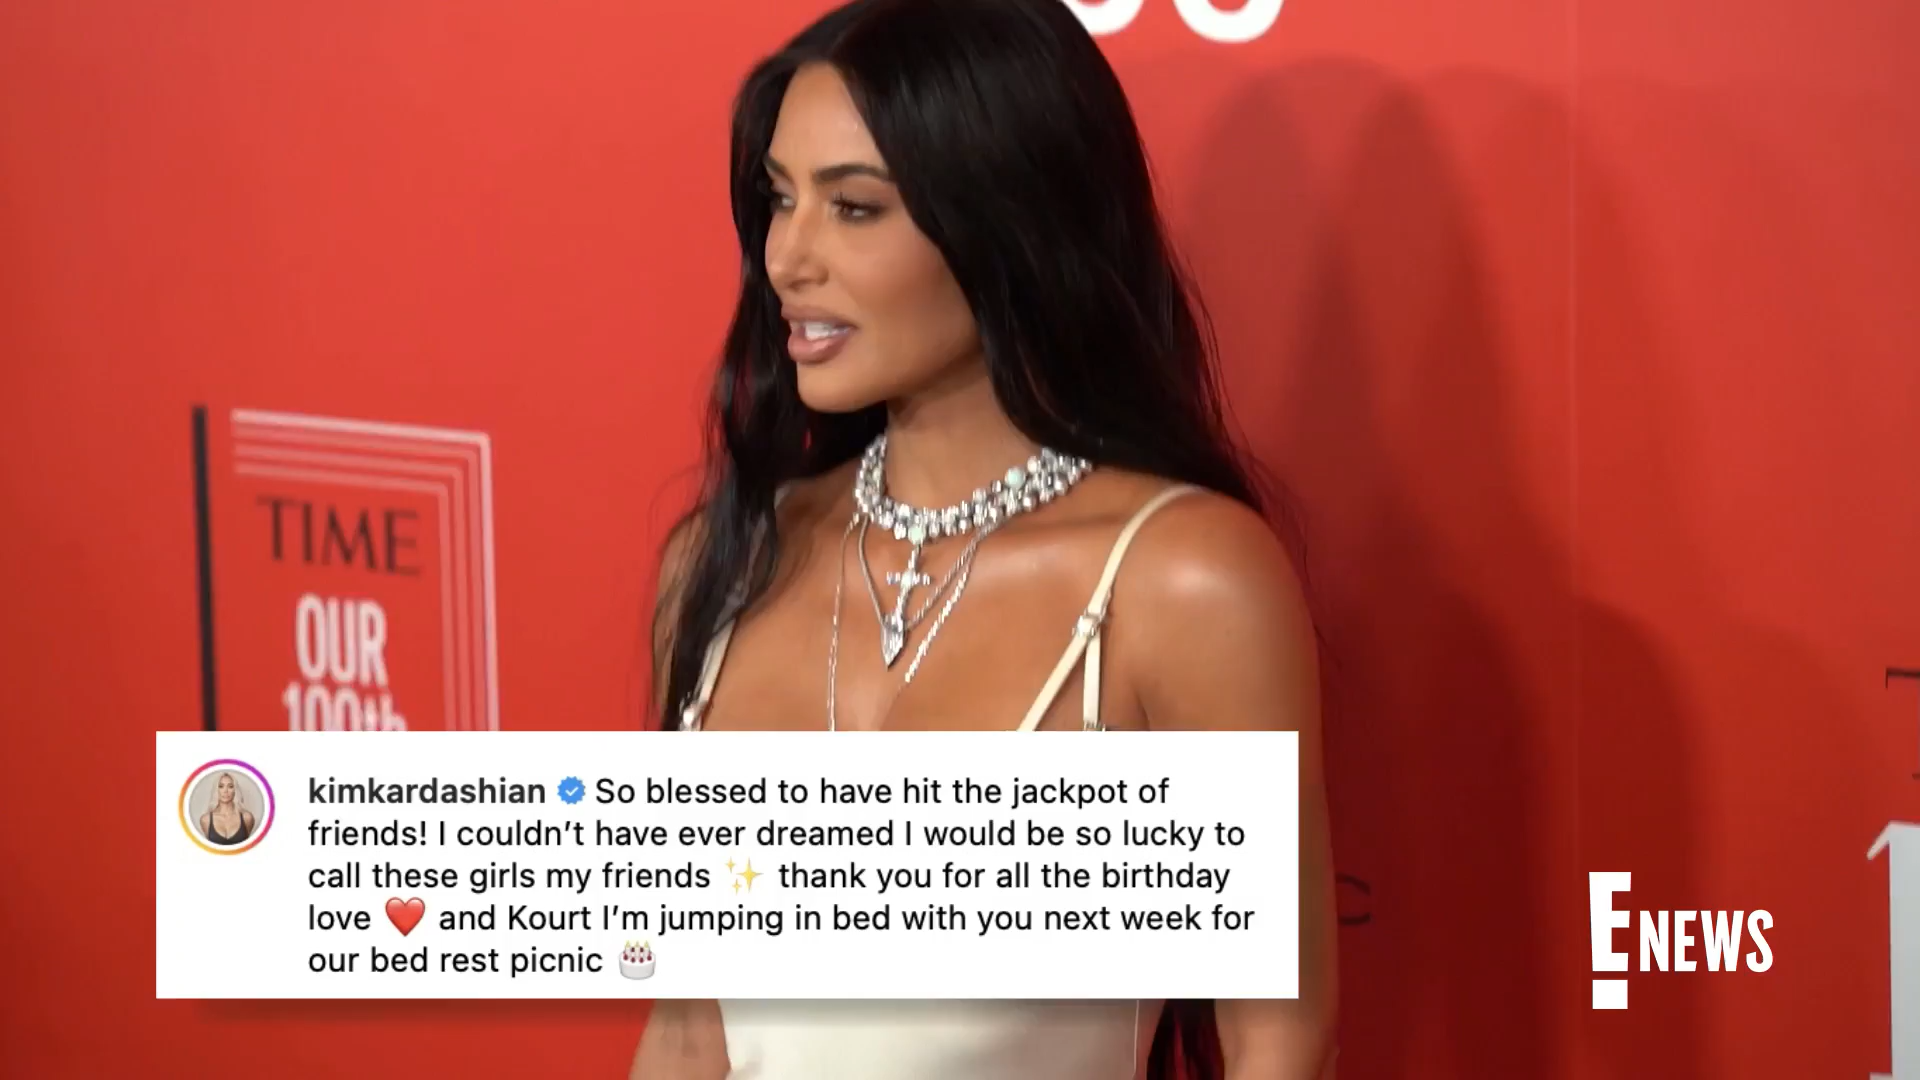 TIME
OUR
100th
kimkardashian So blessed to have hit the jackpot of
friends! I couldn’t have ever dreamed I would be so lucky to
call these girls my friends ✨ thank you for all the birthday
love ❤️ and Kourt I’m jumping in bed with you next week for
our bed rest picnic 🎂
E NEWS